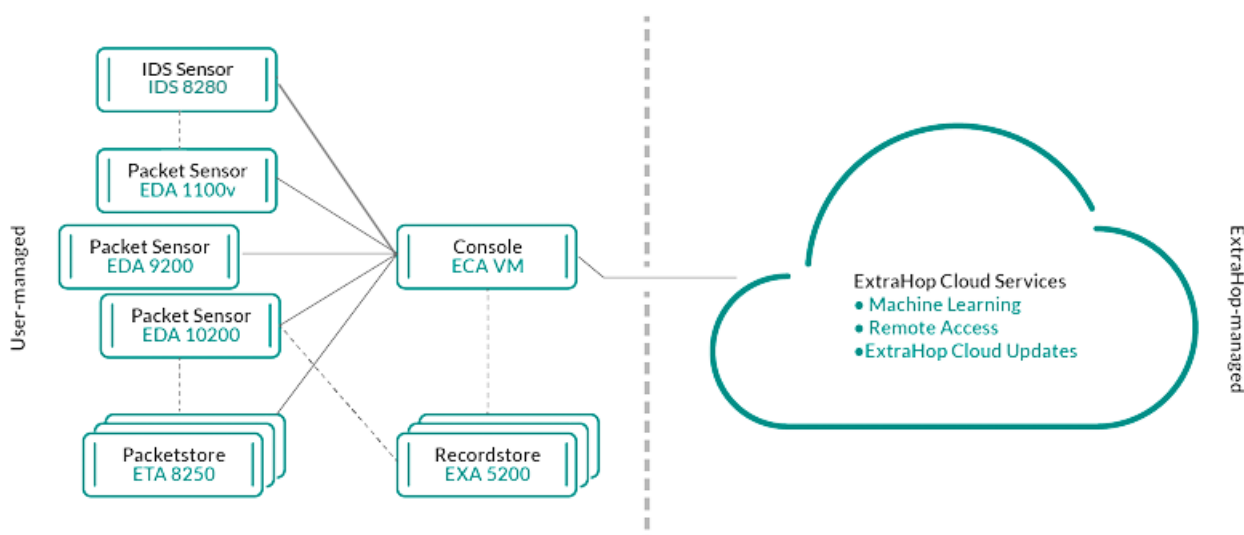 User-managed
IDS Sensor
IDS 8280
Packet Sensor
EDA 1100v
Packet Sensor
EDA 9200
Packet Sensor
EDA 10200
Packetstore
ETA 8250
Console
ECA VM
Recordstore
EXA 5200
ExtraHop Cloud Services
● Machine Learning
● Remote Access
●ExtraHop Cloud Updates
ExtraHop-managed